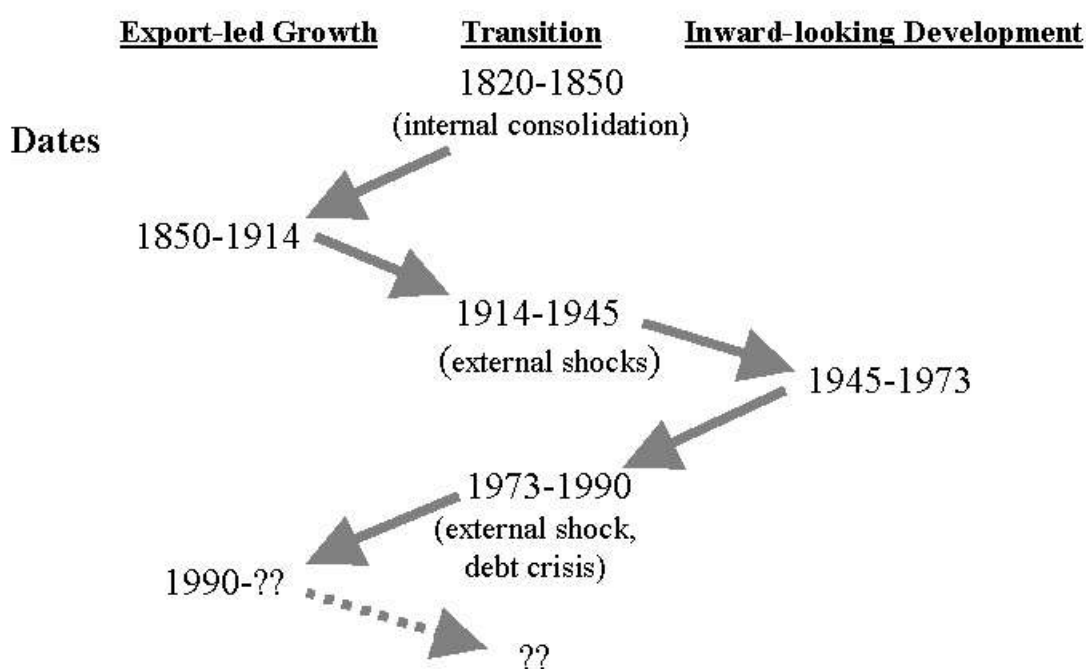 Export-led Growth Transition Inward-looking Development
1820-1850
(internal consolidation)
Dates
1850-1914
1914-1945
(external shocks)
1945-1973
1973-1990
(external shock,
debt crisis)
1990-??
??